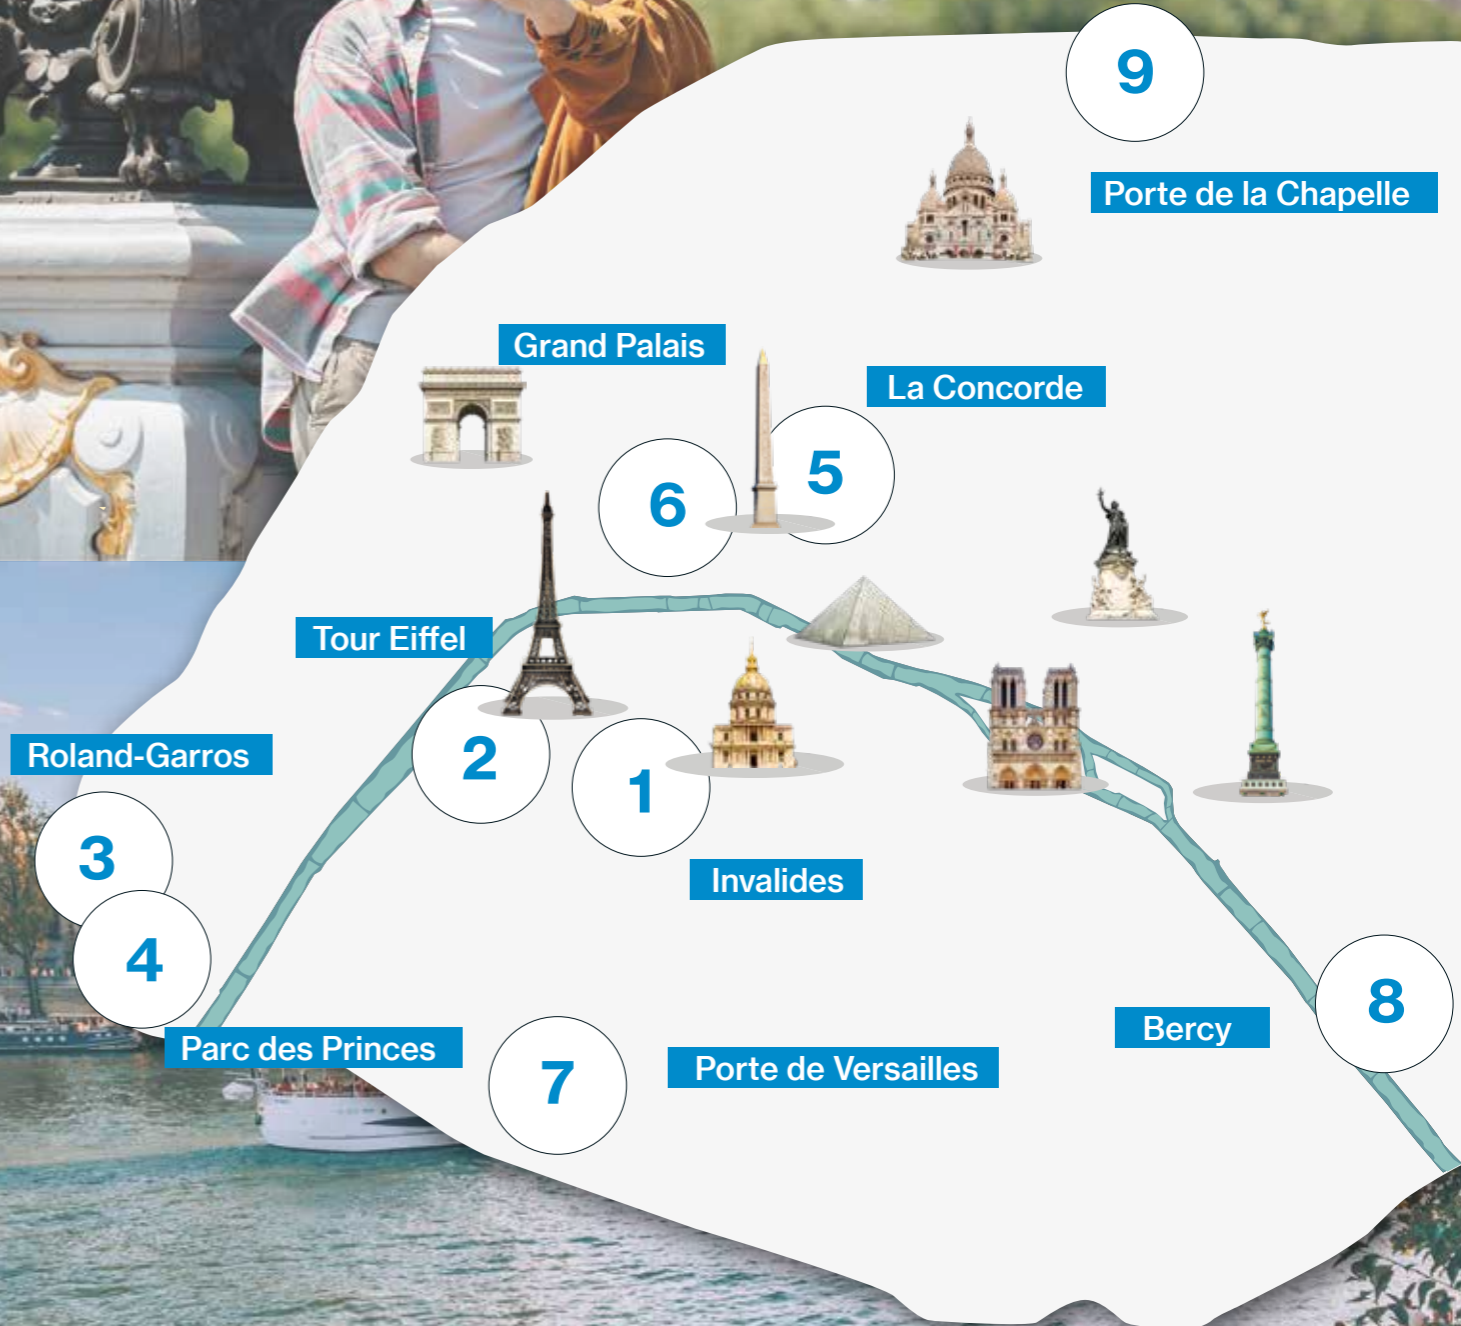 9
Porte de la Chapelle
Grand Palais
La Concorde
5
6
Tour Eiffel
2
1
Roland-Garros
3
Invalides
4
8
Bercy
Parc des Princes
7
Porte de Versailles